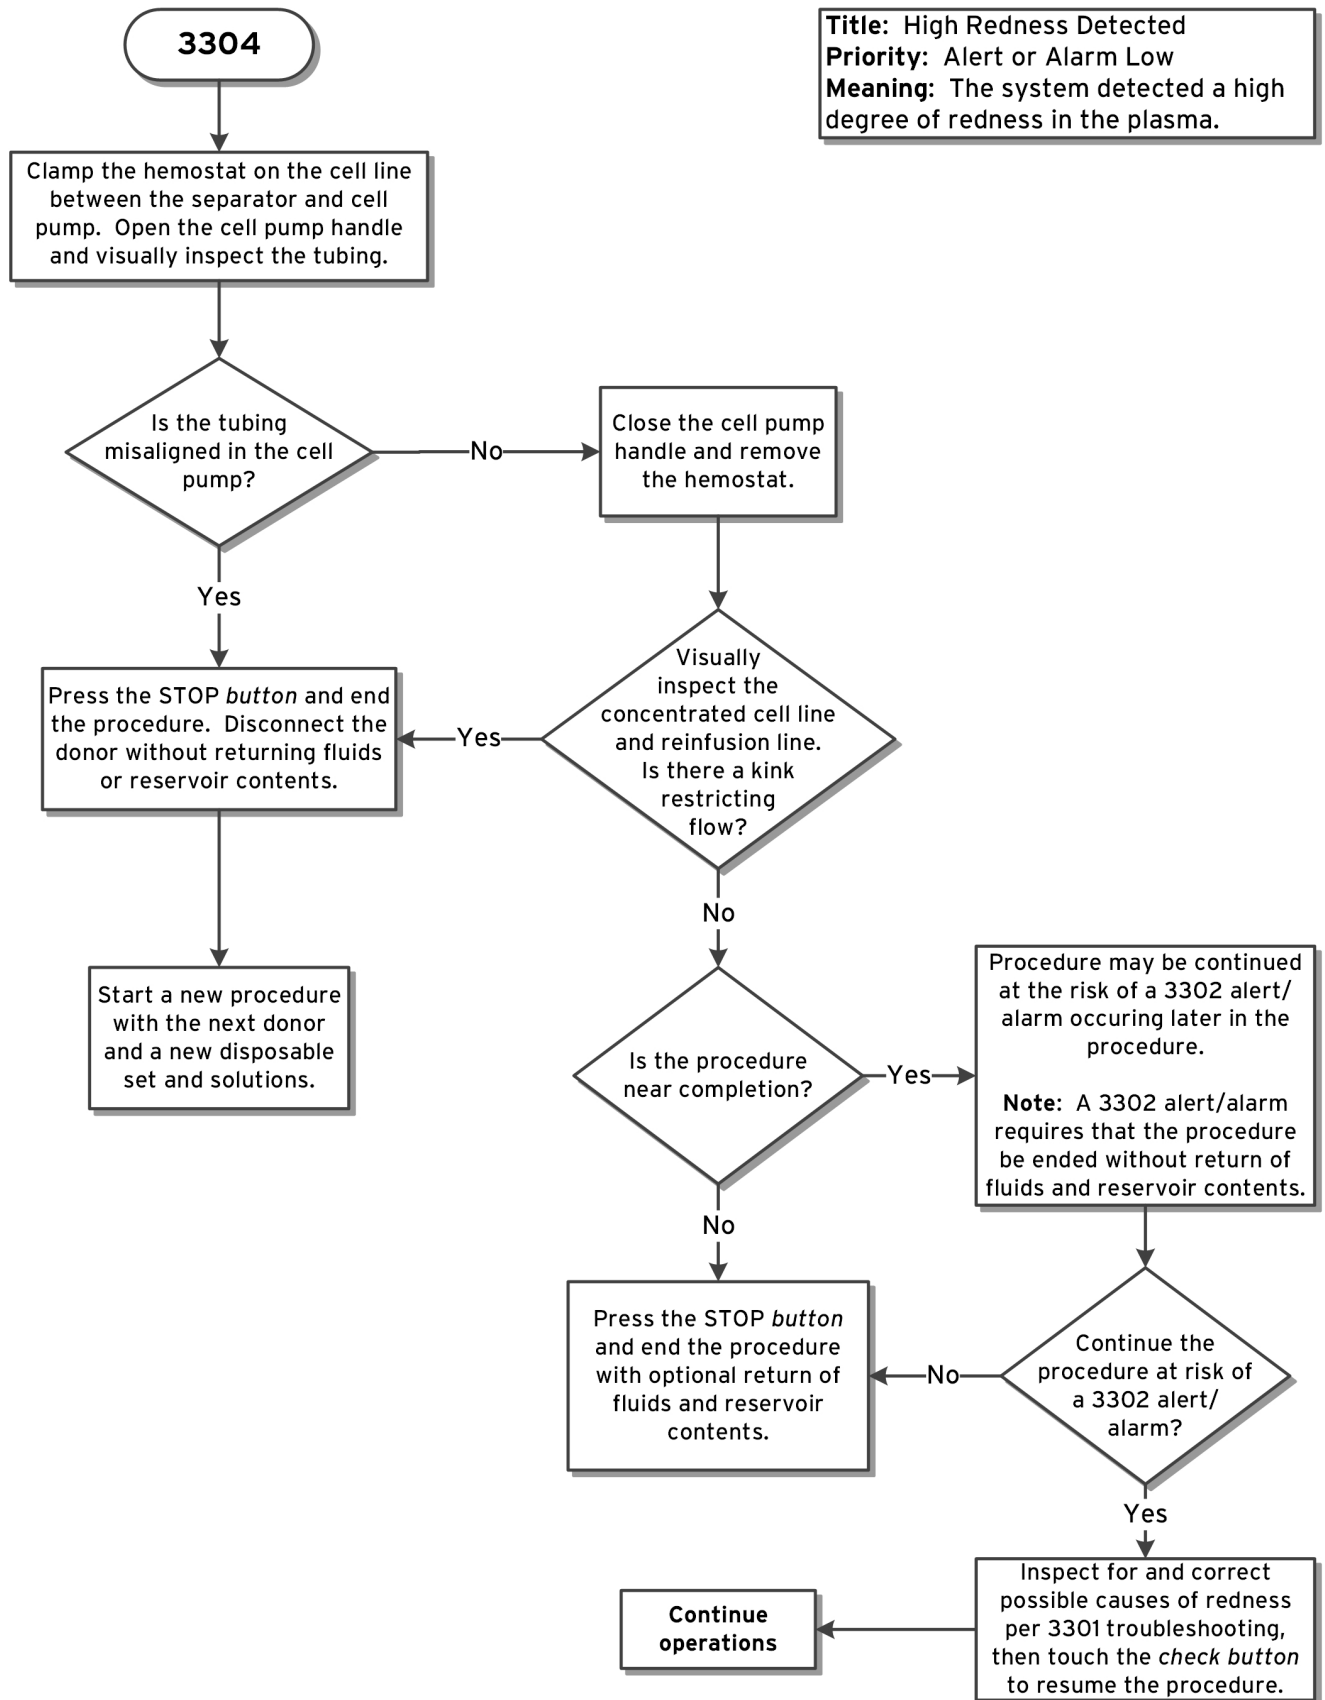 3304
Title: High Redness Detected
Priority: Alert or Alarm Low
Meaning: The system detected a high
degree of redness in the plasma.
Clamp the hemostat on the cell line
between the separator and cell
pump. Open the cell pump handle
and visually inspect the tubing.
Is the tubing
misaligned in the cell
pump?
No
Close the cell pump
handle and remove
the hemostat.
Yes
Visually
inspect the
concentrated cell line
and reinfusion line.
Is there a kink
restricting
flow?
Yes
Press the STOP button and end
the procedure. Disconnect the
donor without returning fluids
or reservoir contents.
Start a new procedure
with the next donor
and a new disposable
set and solutions.
No
Is the procedure
near completion?
Yes
Procedure may be continued
at the risk of a 3302 alert/
alarm occuring later in the
procedure.
Note: A 3302 alert/alarm
requires that the procedure
be ended without return of
fluids and reservoir contents.
No
Press the STOP button
and end the procedure
with optional return of
fluids and reservoir
contents.
No
Continue the
procedure at risk of
a 3302 alert/
alarm?
Yes
Inspect for and correct
possible causes of redness
per 3301 troubleshooting,
then touch the check button
to resume the procedure.
Continue
operations